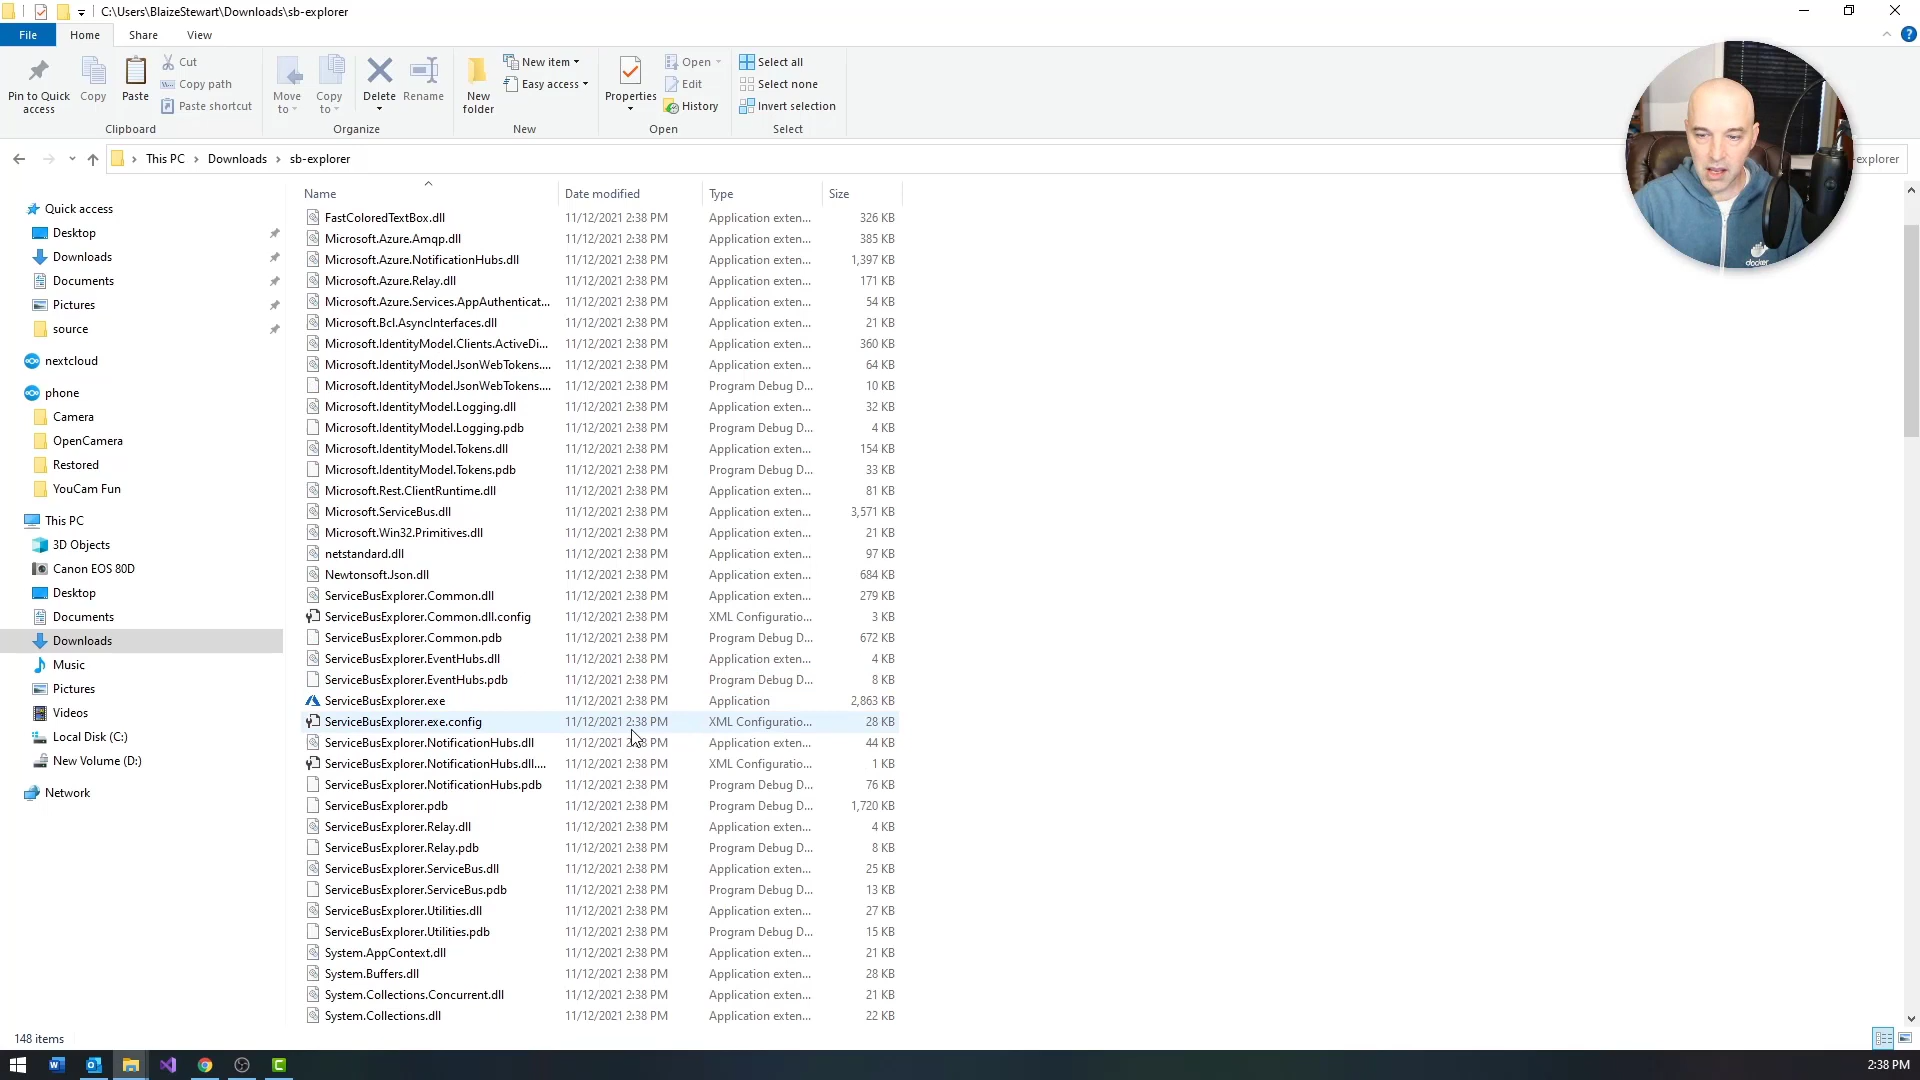 C:\Users\BlaizeStewart\Downloads\sb-explorer
File Home Share View
Pin to Quick access
Copy
Paste
Cut
Copy path
Paste shortcut
Clipboard
Move to
Copy to
Delete
Rename
Organize
New folder
New item
Easy access
New
Properties
Open
Edit
History
Open
Select all
Select none
Invert selection
Select
This PC > Downloads > sb-explorer
explorer
Quick access
Desktop
Downloads
Documents
Pictures
source
nextcloud
phone
Camera
OpenCamera
Restored
YouCam Fun
This PC
3D Objects
Canon EOS 80D
Desktop
Documents
Downloads
Music
Pictures
Videos
Local Disk (C:)
New Volume (D:)
Network
Name Date modified Type Size
FastColoredTextBox.dll 11/12/2021 2:38 PM Application exten... 326 KB
Microsoft.Azure.Amqp.dll 11/12/2021 2:38 PM Application exten... 385 KB
Microsoft.Azure.NotificationHubs.dll 11/12/2021 2:38 PM Application exten... 1,397 KB
Microsoft.Azure.Relay.dll 11/12/2021 2:38 PM Application exten... 171 KB
Microsoft.Azure.Services.AppAuthenticat... 11/12/2021 2:38 PM Application exten... 54 KB
Microsoft.Bcl.AsyncInterfaces.dll 11/12/2021 2:38 PM Application exten... 21 KB
Microsoft.IdentityModel.Clients.ActiveDi... 11/12/2021 2:38 PM Application exten... 360 KB
Microsoft.IdentityModel.JsonWebTokens.... 11/12/2021 2:38 PM Application exten... 64 KB
Microsoft.IdentityModel.JsonWebTokens.... 11/12/2021 2:38 PM Program Debug D... 10 KB
Microsoft.IdentityModel.Logging.dll 11/12/2021 2:38 PM Application exten... 32 KB
Microsoft.IdentityModel.Logging.pdb 11/12/2021 2:38 PM Program Debug D... 4 KB
Microsoft.IdentityModel.Tokens.dll 11/12/2021 2:38 PM Application exten... 154 KB
Microsoft.IdentityModel.Tokens.pdb 11/12/2021 2:38 PM Program Debug D... 33 KB
Microsoft.Rest.ClientRuntime.dll 11/12/2021 2:38 PM Application exten... 81 KB
Microsoft.ServiceBus.dll 11/12/2021 2:38 PM Application exten... 3,571 KB
Microsoft.Win32.Primitives.dll 11/12/2021 2:38 PM Application exten... 21 KB
netstandard.dll 11/12/2021 2:38 PM Application exten... 97 KB
Newtonsoft.Json.dll 11/12/2021 2:38 PM Application exten... 684 KB
ServiceBusExplorer.Common.dll 11/12/2021 2:38 PM Application exten... 279 KB
ServiceBusExplorer.Common.dll.config 11/12/2021 2:38 PM XML Configuratio... 3 KB
ServiceBusExplorer.Common.pdb 11/12/2021 2:38 PM Program Debug D... 672 KB
ServiceBusExplorer.EventHubs.dll 11/12/2021 2:38 PM Application exten... 4 KB
ServiceBusExplorer.EventHubs.pdb 11/12/2021 2:38 PM Program Debug D... 8 KB
ServiceBusExplorer.exe 11/12/2021 2:38 PM Application 2,863 KB
ServiceBusExplorer.exe.config 11/12/2021 2:38 PM XML Configuratio... 28 KB
ServiceBusExplorer.NotificationHubs.dll 11/12/2021 2:38 PM Application exten... 44 KB
ServiceBusExplorer.NotificationHubs.dll.... 11/12/2021 2:38 PM XML Configuratio... 1 KB
ServiceBusExplorer.NotificationHubs.pdb 11/12/2021 2:38 PM Program Debug D... 76 KB
ServiceBusExplorer.pdb 11/12/2021 2:38 PM Program Debug D... 1,720 KB
ServiceBusExplorer.Relay.dll 11/12/2021 2:38 PM Application exten... 4 KB
ServiceBusExplorer.Relay.pdb 11/12/2021 2:38 PM Program Debug D... 8 KB
ServiceBusExplorer.ServiceBus.dll 11/12/2021 2:38 PM Application exten... 25 KB
ServiceBusExplorer.ServiceBus.pdb 11/12/2021 2:38 PM Program Debug D... 13 KB
ServiceBusExplorer.Utilities.dll 11/12/2021 2:38 PM Application exten... 27 KB
ServiceBusExplorer.Utilities.pdb 11/12/2021 2:38 PM Program Debug D... 15 KB
System.AppContext.dll 11/12/2021 2:38 PM Application exten... 21 KB
System.Buffers.dll 11/12/2021 2:38 PM Application exten... 28 KB
System.Collections.Concurrent.dll 11/12/2021 2:38 PM Application exten... 21 KB
System.Collections.dll 11/12/2021 2:38 PM Application exten... 22 KB
docker
148 items
2:38 PM